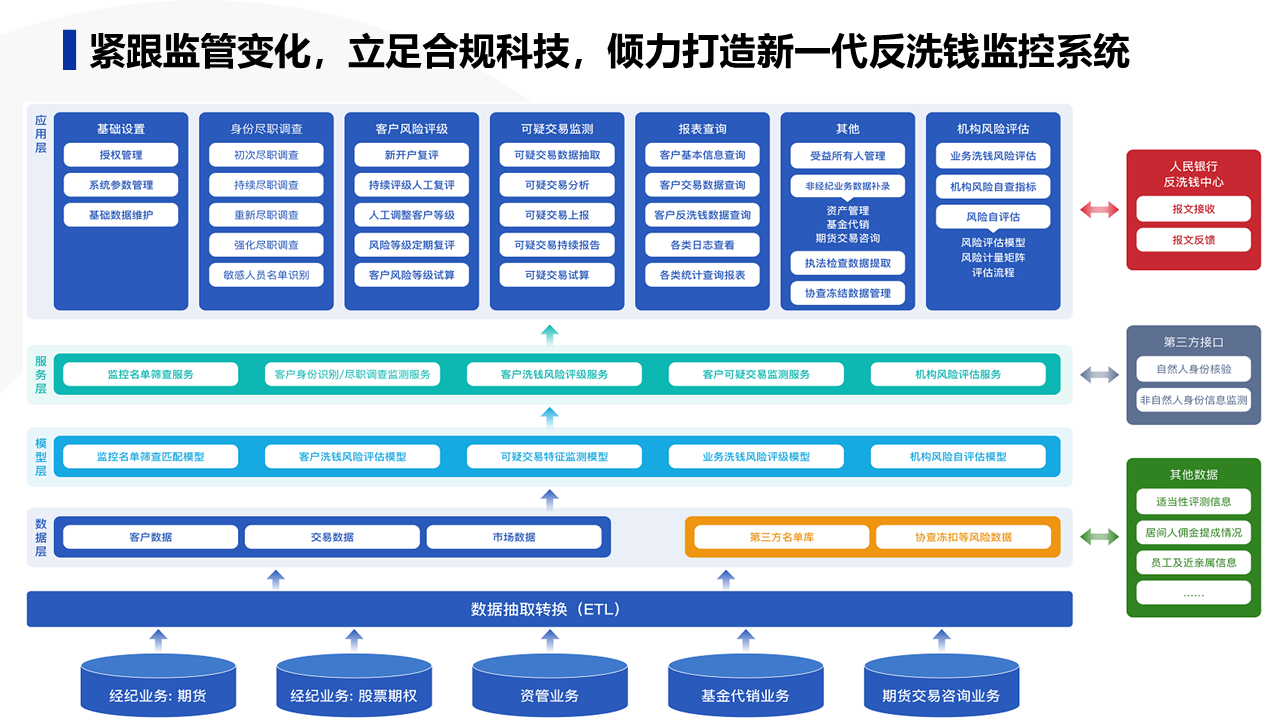 紧跟监管变化，立足合规科技，倾力打造新一代反洗钱监控系统
应用层
基础设置
授权管理
系统参数管理
基础数据维护
身份尽职调查
初次尽职调查
持续尽职调查
重新尽职调查
强化尽职调查
敏感人员名单识别
客户风险评级
新开户复评
持续评级人工复评
人工调整客户等级
风险等级定期复评
客户风险等级试算
可疑交易监测
可疑交易数据抽取
可疑交易分析
可疑交易上报
可疑交易持续报告
可疑交易试算
报表查询
客户基本信息查询
客户交易数据查询
客户反洗钱数据查询
各类日志查看
各类统计查询报表
其他
受益所有人管理
非经纪业务数据补录
资产管理
基金代销
期货交易咨询
执法检查数据提取
协查冻结数据管理
机构风险评估
业务洗钱风险评估
机构风险自查指标
风险自评估
风险评估模型
风险计量矩阵
评估流程
人民银行
反洗钱中心
报文接收
报文反馈
服务层
监控名单筛查服务
客户身份识别/尽职调查监测服务
客户洗钱风险评级服务
客户可疑交易监测服务
机构风险评估服务
第三方接口
自然人身份核验
非自然人身份信息监测
模型层
监控名单筛查匹配模型
客户洗钱风险评估模型
可疑交易特征监测模型
业务洗钱风险评级模型
机构风险自评估模型
数据层
客户数据
交易数据
市场数据
第三方名单库
协查冻扣等风险数据
其他数据
适当性评测信息
居间人佣金提成情况
员工及近亲属信息
……
数据抽取转换（ETL）
经纪业务: 期货
经纪业务: 股票期权
资管业务
基金代销业务
期货交易咨询业务